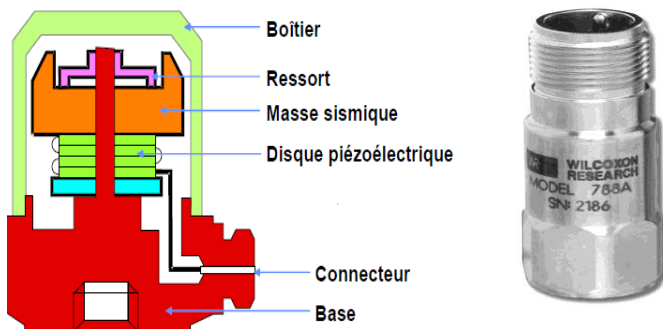 Boîtier
Ressort
Masse sismique
Disque piézoélectrique
Connecteur
Base
WILCOXON
RESEARCH
MODEL 788A
SN: 2186